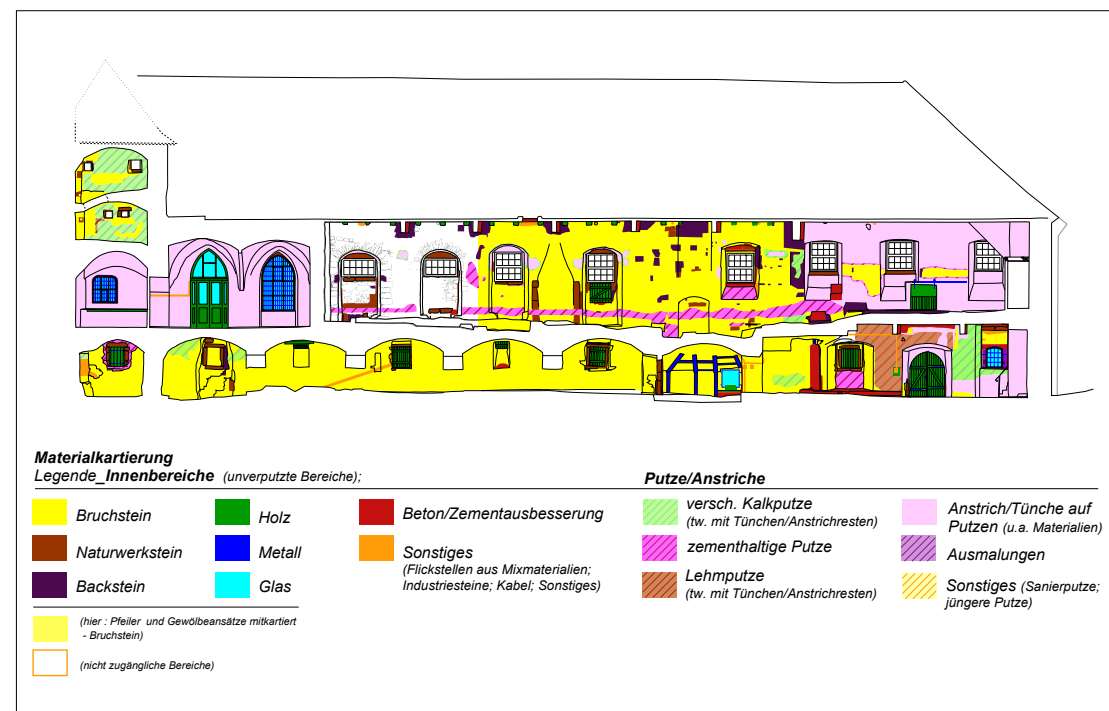 Materialkartierung
Legende_Innenbereiche (unverputzte Bereiche);
Bruchstein
Naturwerkstein
Backstein
Holz
Metall
Glas
Beton/Zementausbesserung
Sonstiges
(Flickstellen aus Mixmaterialien;
Industriesteine; Kabel; Sonstiges)
(hier : Pfeiler und Gewölbeansätze mitkartiert
- Bruchstein)
(nicht zugängliche Bereiche)
Putze/Anstriche
versch. Kalkputze
(tw. mit Tünchen/Anstrichresten)
zementhaltige Putze
Lehmputze
(tw. mit Tünchen/Anstrichresten)
Anstrich/Tünche auf
Putzen (u.a. Materialien)
Ausmalungen
Sonstiges (Sanierputze;
jüngere Putze)